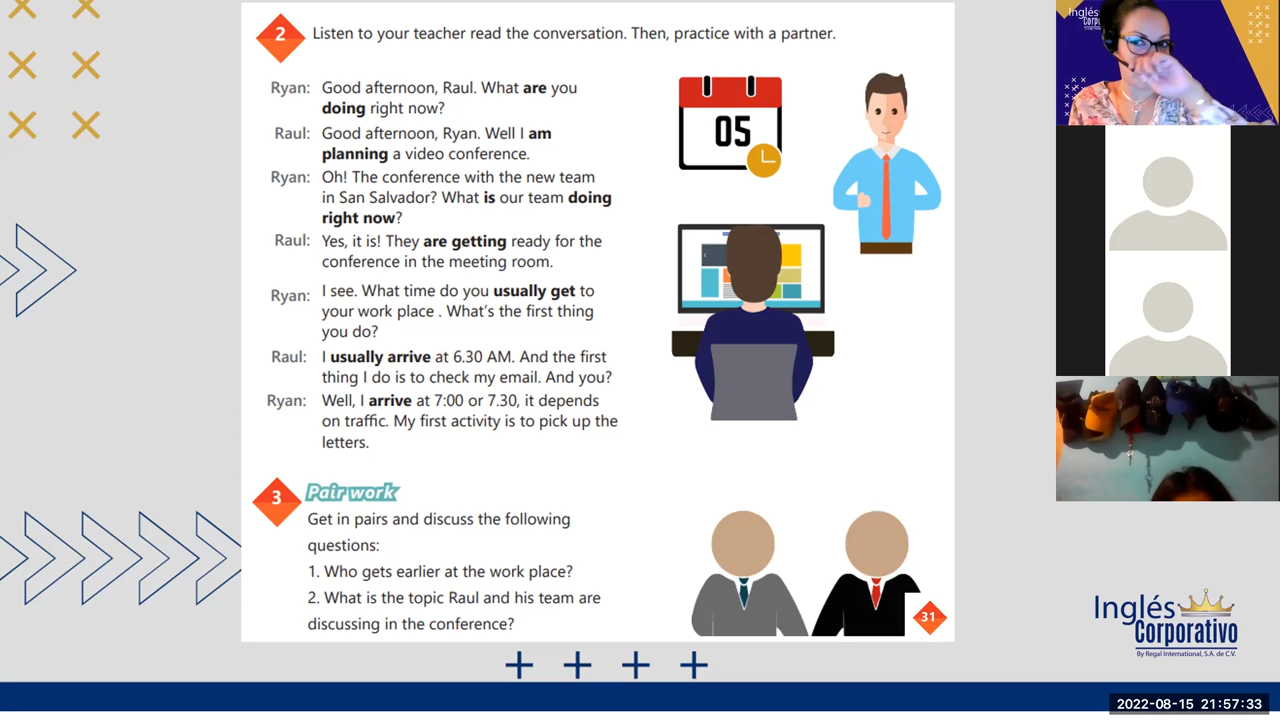 2 Listen to your teacher read the conversation. Then, practice with a partner.
Ryan: Good afternoon, Raul. What are you
doing right now?
Raul: Good afternoon, Ryan. Well I am
planning a video conference.
Ryan: Oh! The conference with the new team
in San Salvador? What is our team doing
right now?
Raul: Yes, it is! They are getting ready for the
conference in the meeting room.
Ryan: I see. What time do you usually get to
your work place . What's the first thing
you do?
Raul: I usually arrive at 6.30 AM. And the first
thing I do is to check my email. And you?
Ryan: Well, I arrive at 7:00 or 7.30, it depends
on traffic. My first activity is to pick up the
letters.
05
3 Pair work
Get in pairs and discuss the following
questions:
1. Who gets earlier at the work place?
2. What is the topic Raul and his team are
discussing in the conference?
31
Inglés
Corporativo
By Regal International, S.A. de C.V.
2022-08-15 21:57:33
Inglés